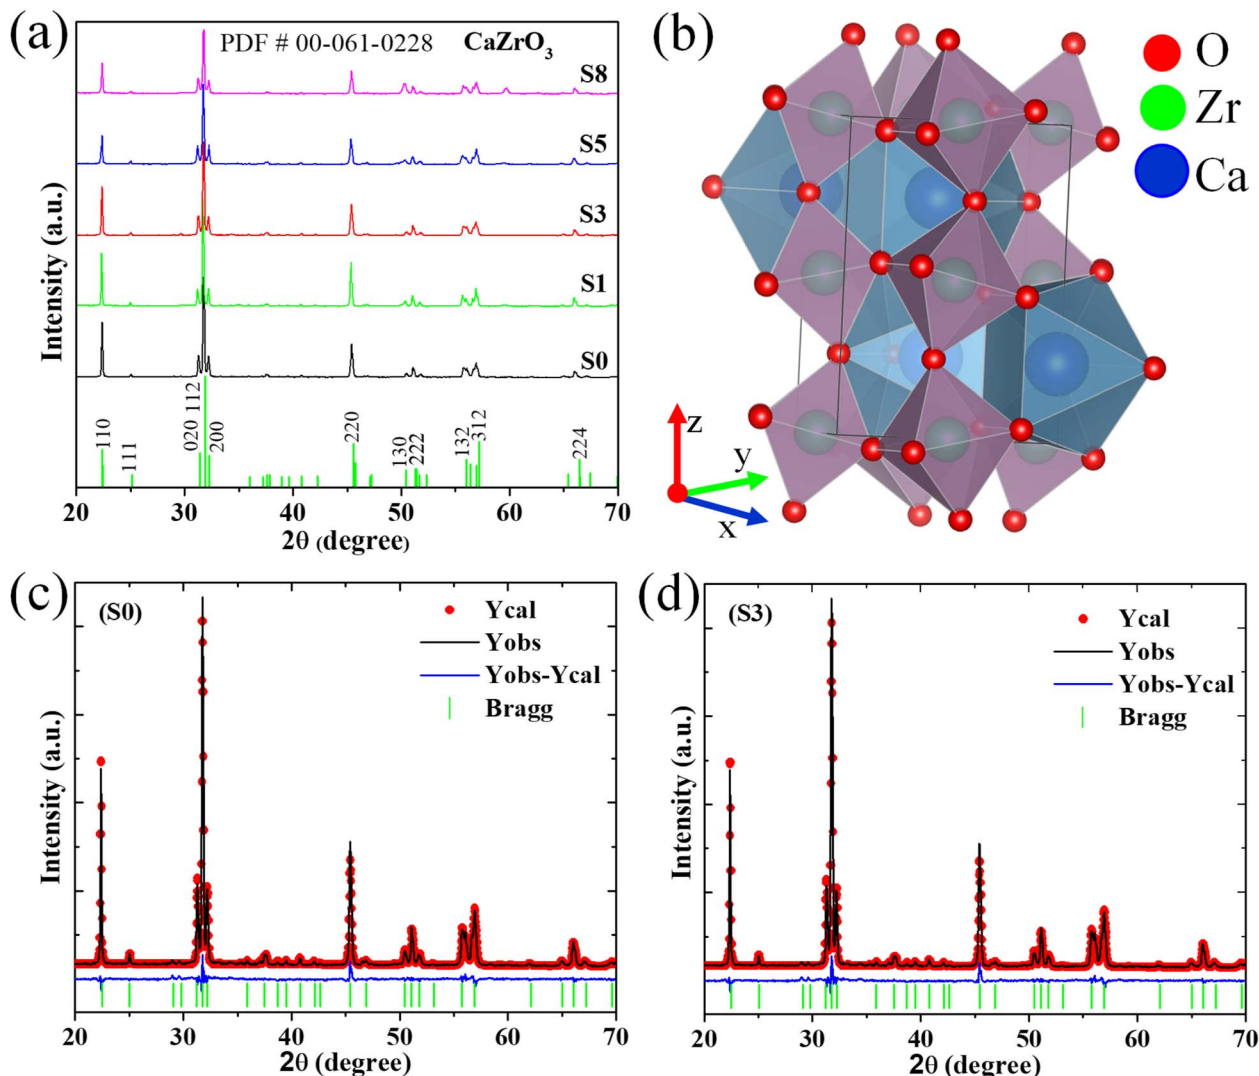 (a)
PDF # 00-061-0228 CaZrO₃
S8
S5
S3
S1
S0
Intensity (a.u.)
110
111
020
112
200
220
130
222
132
312
224
20 30 40 50 60 70
2θ (degree)
(b)
O
Zr
Ca
z
y
x
(c)
(S0)
Ycal
Yobs
Yobs-Ycal
Bragg
Intensity (a.u.)
20 30 40 50 60 70
2θ (degree)
(d)
(S3)
Ycal
Yobs
Yobs-Ycal
Bragg
Intensity (a.u.)
20 30 40 50 60 70
2θ (degree)